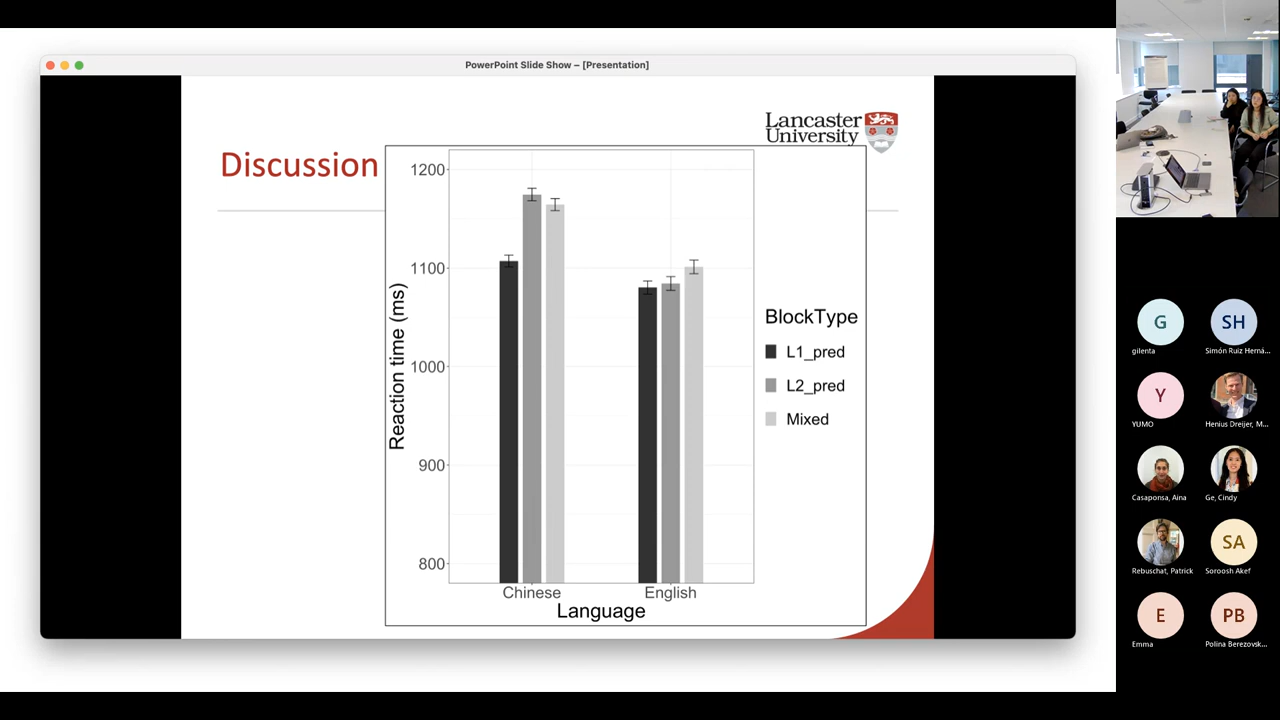 PowerPoint Slide Show – [Presentation]
Lancaster
University
Discussion
1200
1100
1000
900
800
Reaction time (ms)
Chinese
English
Language
BlockType
L1_pred
L2_pred
Mixed
G
SH
gilenta
Simón Ruiz Herná...
Y
YUMO
Henius Dreijer, M...
Casaponsa, Aina
Ge, Cindy
SA
Rebuschat, Patrick
Soroosh Akef
E
PB
Emma
Polina Berezovsk...